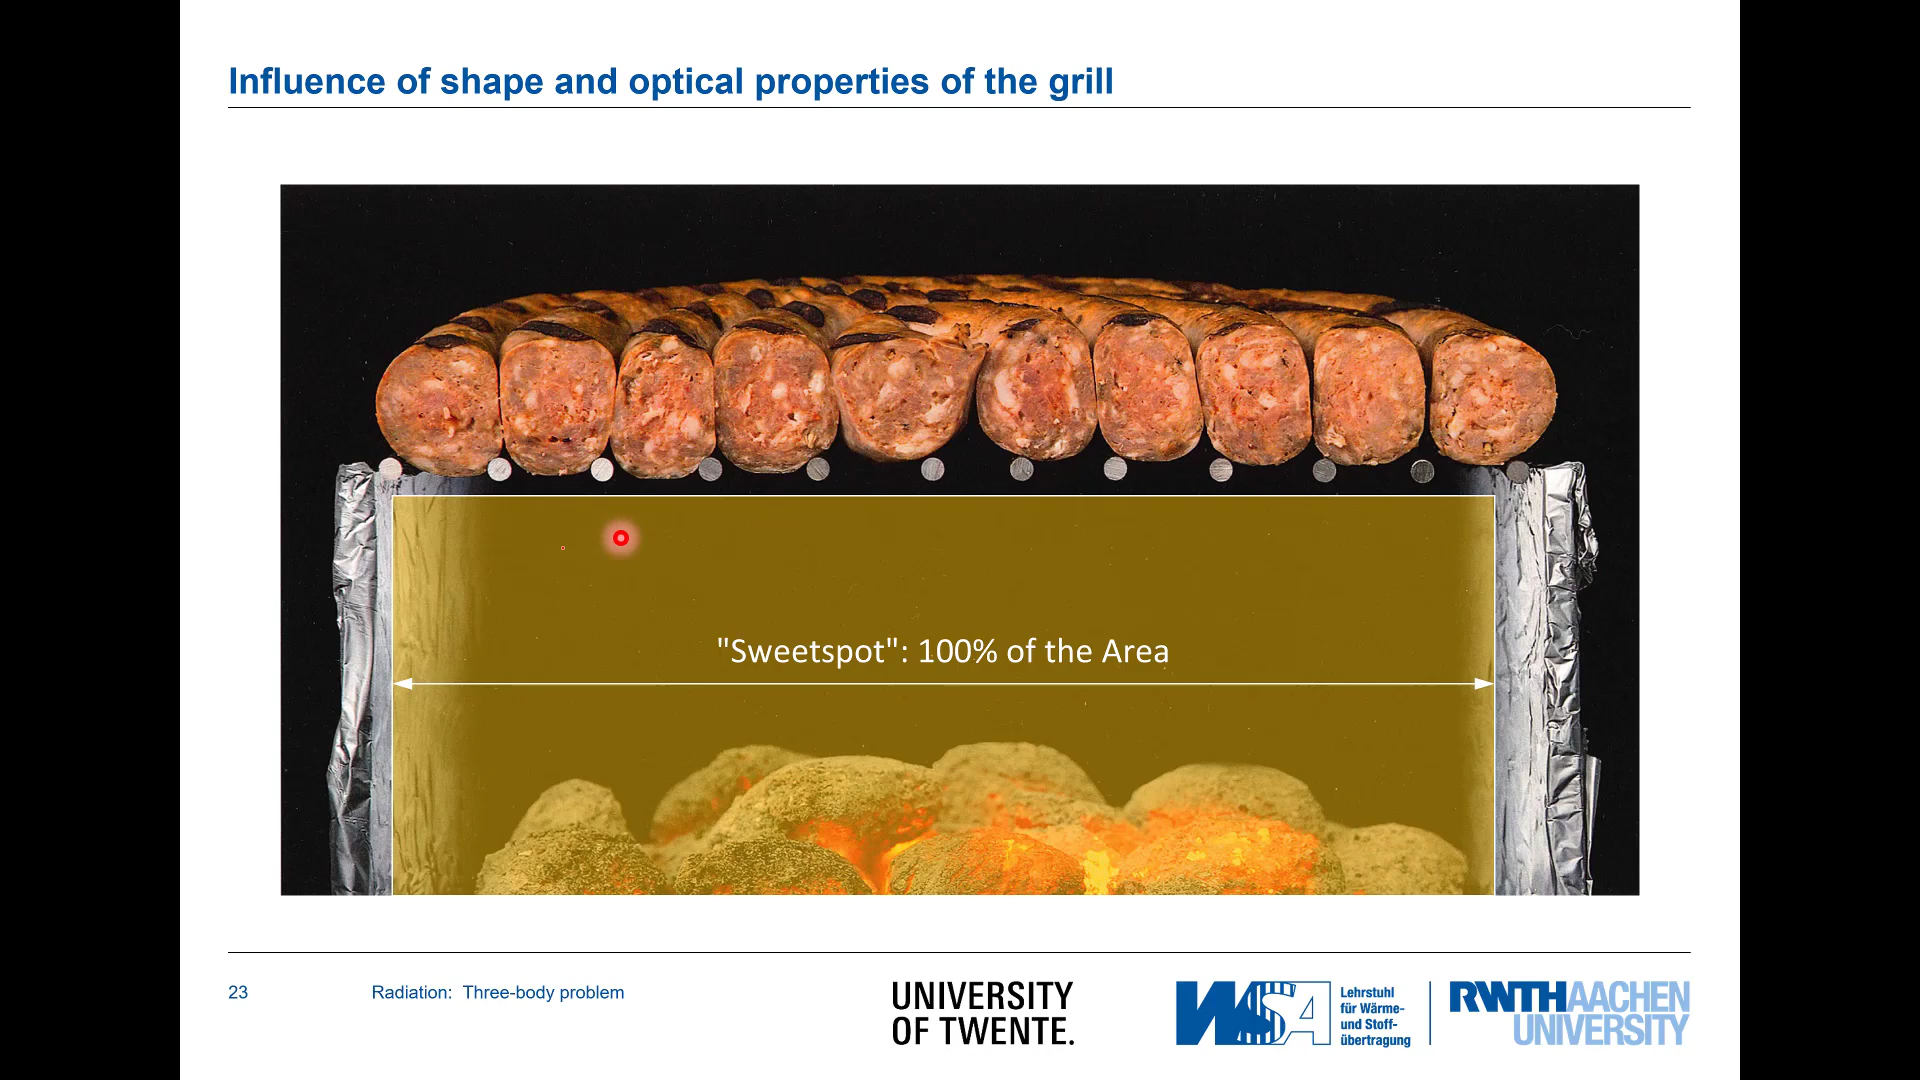 Influence of shape and optical properties of the grill
"Sweetspot": 100% of the Area
23
Radiation: Three-body problem
UNIVERSITY
OF TWENTE.
WSA
Lehrstuhl
für Wärme-
und Stoff-
übertragung
RWTHAACHEN
UNIVERSITY